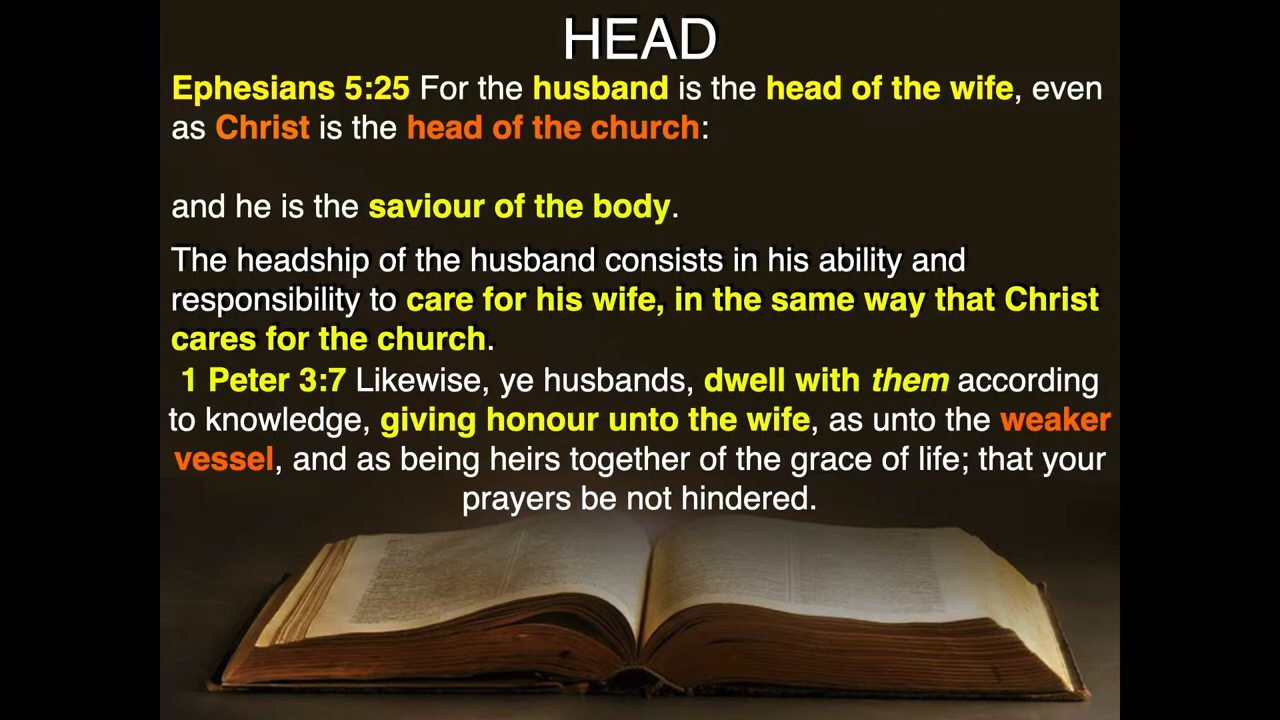 HEAD
Ephesians 5:25 For the husband is the head of the wife, even
as Christ is the head of the church:
and he is the saviour of the body.
The headship of the husband consists in his ability and
responsibility to care for his wife, in the same way that Christ
cares for the church.
1 Peter 3:7 Likewise, ye husbands, dwell with them according
to knowledge, giving honour unto the wife, as unto the weaker
vessel, and as being heirs together of the grace of life; that your
prayers be not hindered.